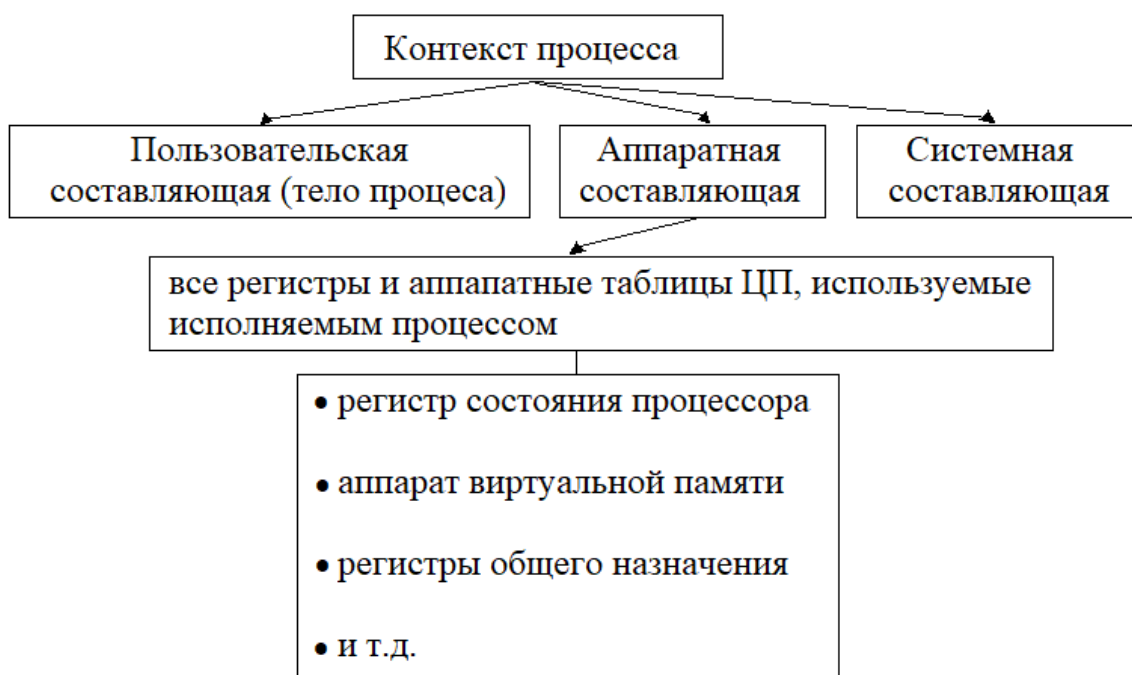 Контекст процесса
Пользовательская
составляющая (тело процеса)
Аппаратная
составляющая
Системная
составляющая
все регистры и аппапатные таблицы ЦП, используемые
исполняемым процессом
• регистр состояния процессора
• аппарат виртуальной памяти
• регистры общего назначения
• и т.д.